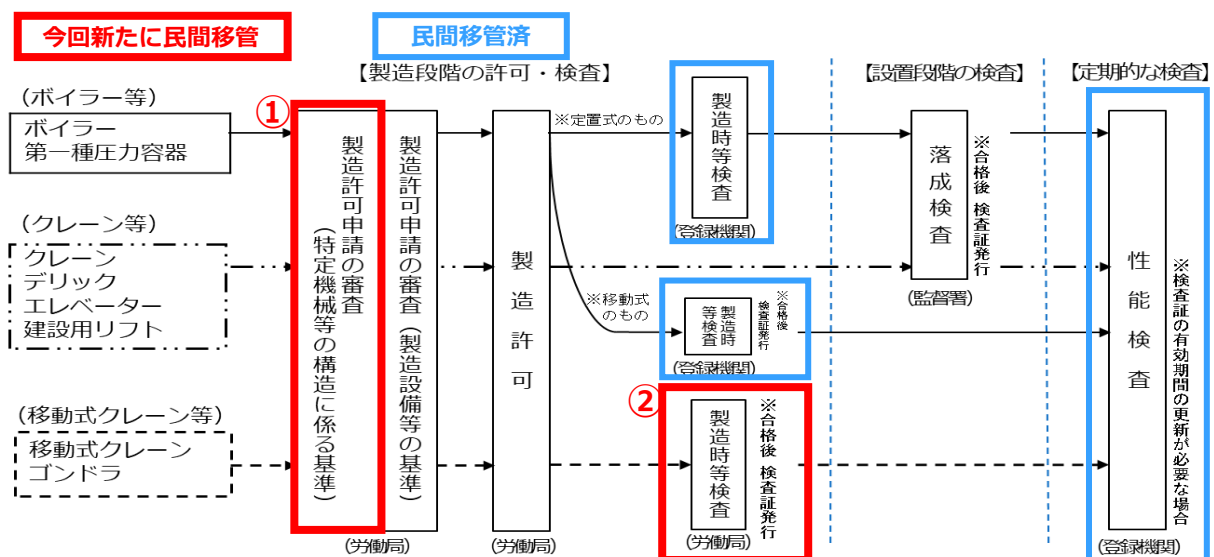 今回新たに民間移管
民間移管済
【製造段階の許可・検査】
【設置段階の検査】
【定期的な検査】
(ボイラー等)
ボイラー
第一種圧力容器
(クレーン等)
クレーン
デリック
エレベーター
建設用リフト
(移動式クレーン等)
移動式クレーン
ゴンドラ
①
製造許可申請の審査
(特定機械等の構造に係る基準)
製造許可申請の審査(製造設備等の基準)
(労働局)
製造許可
(労働局)
※定置式のもの
製造時等検査
(登録機関)
※移動式
のもの
製造時
等検査
※合格後
検査証発行
(登録機関)
②
製造時等検査
※合格後 検査証発行
(労働局)
落成検査
※合格後 検査証発行
(監督署)
性能検査
※検査証の有効期間の更新が必要な場合
(登録機関)